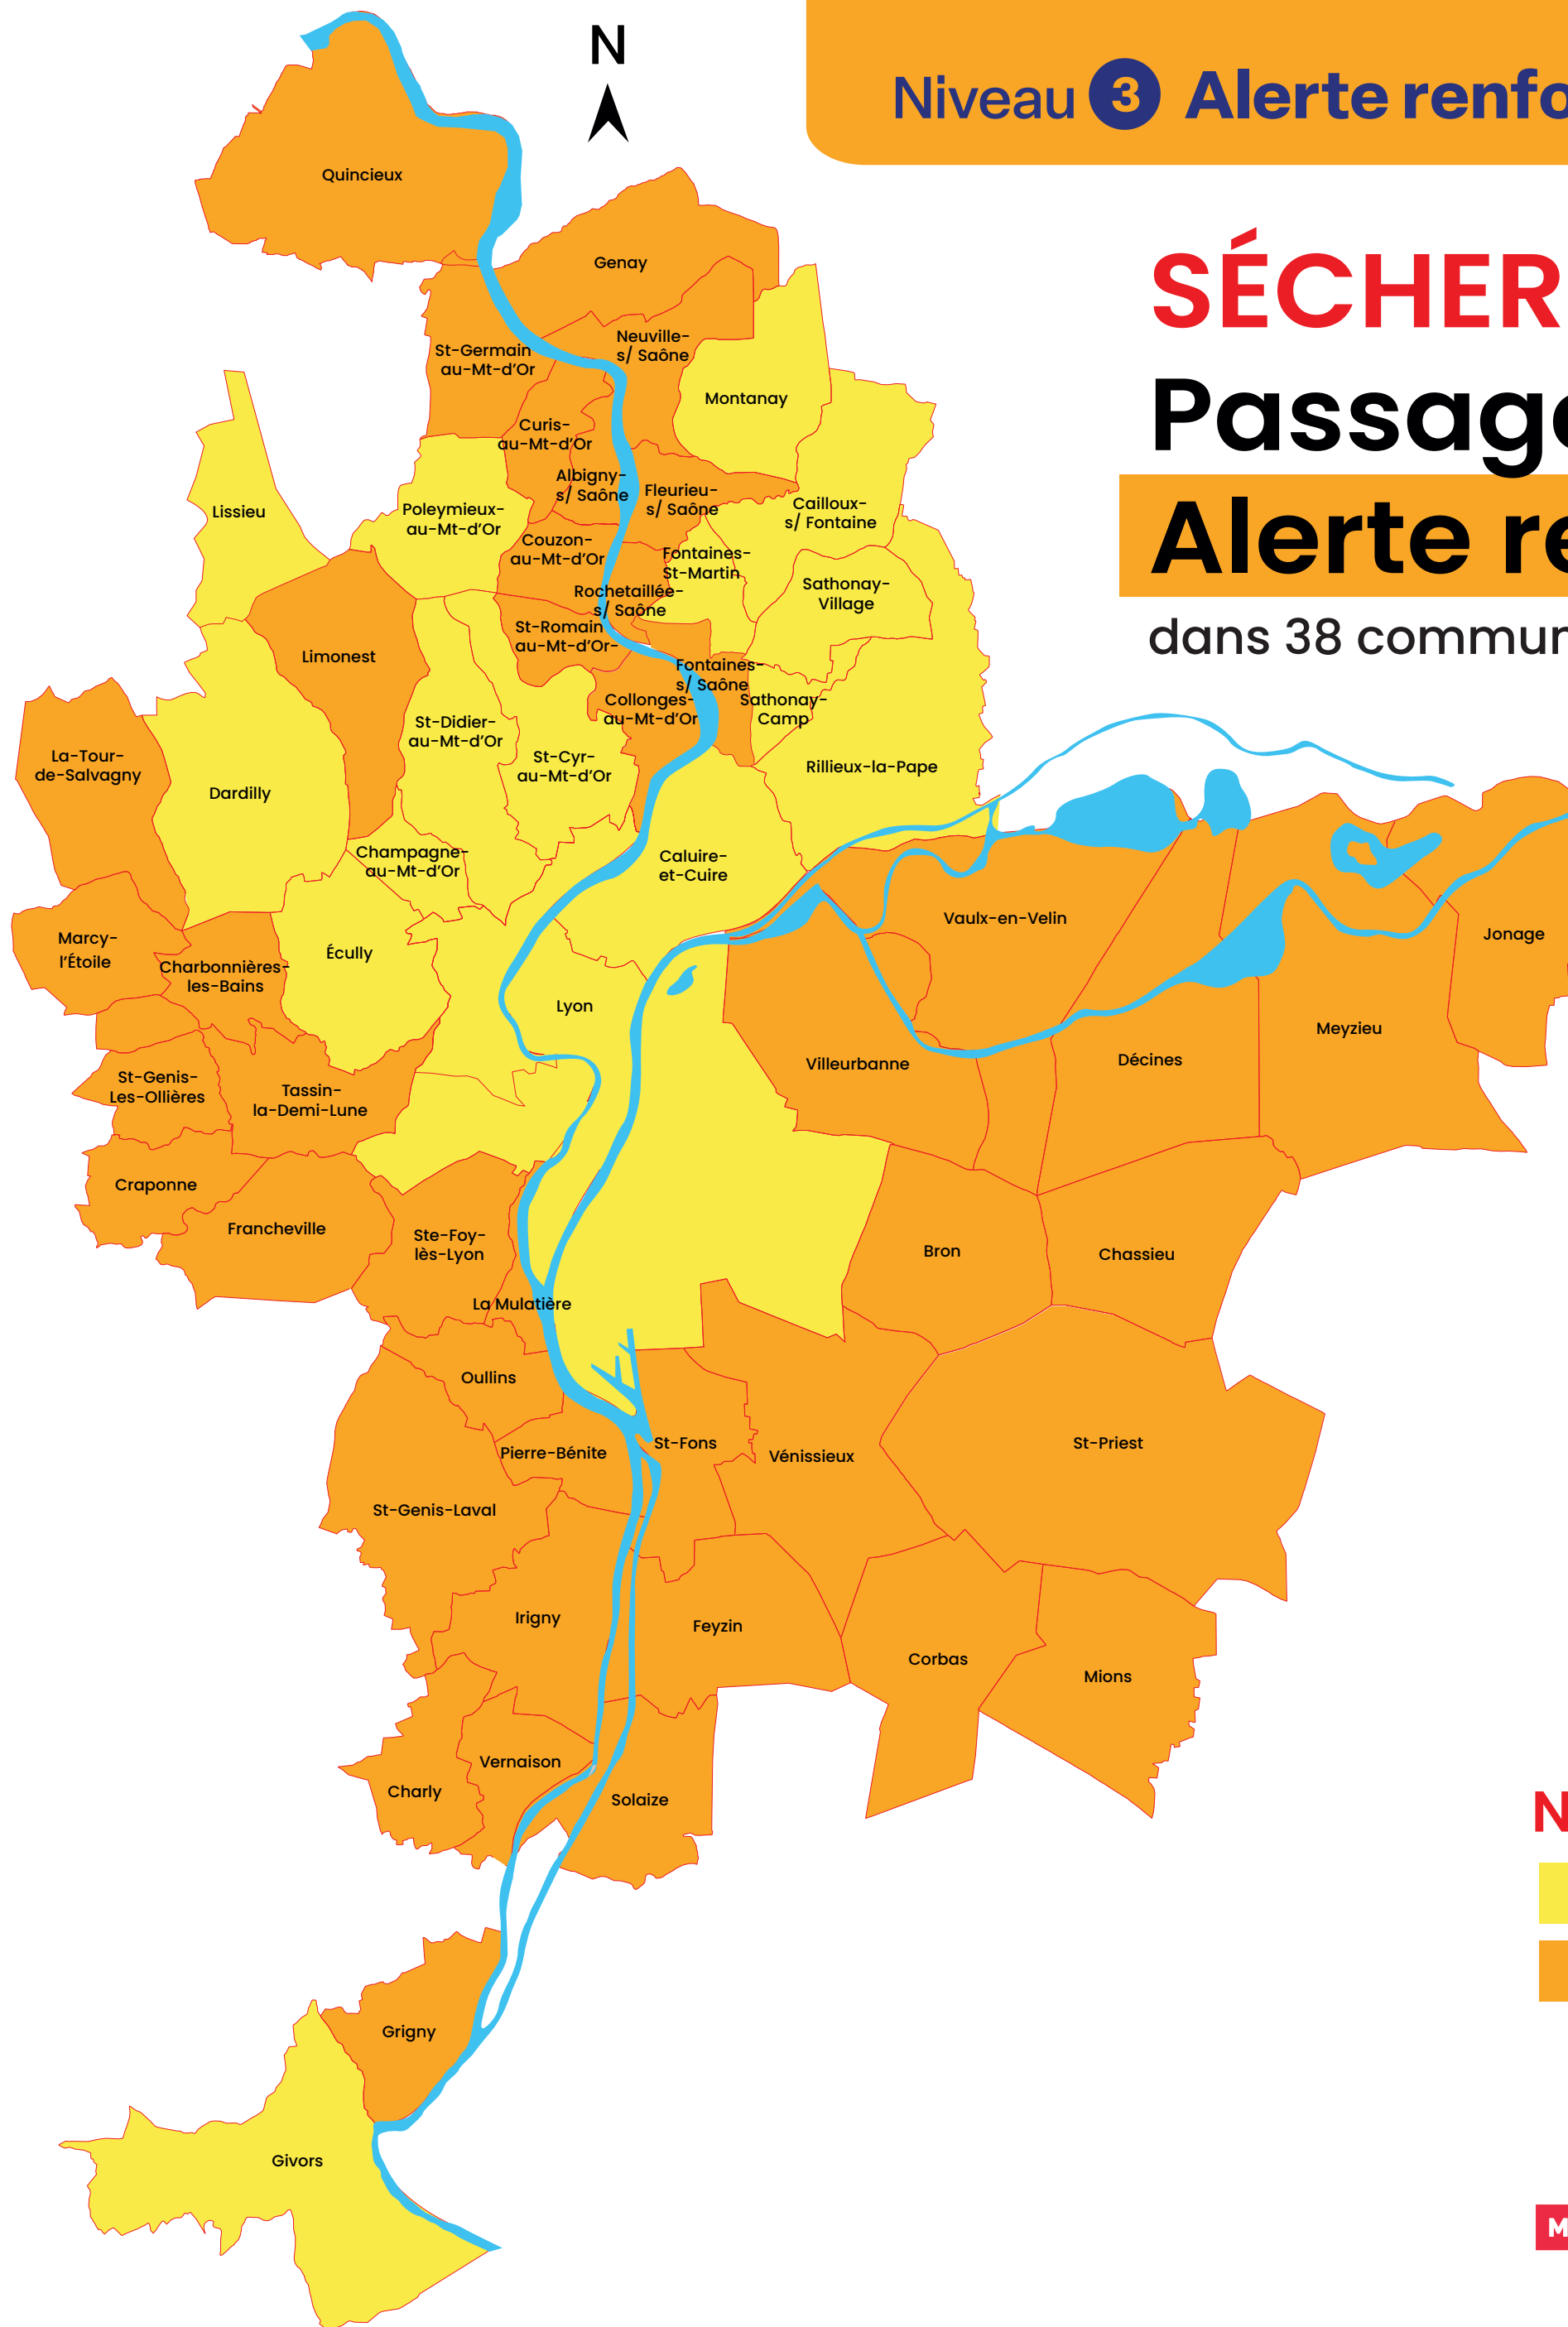 N
Niveau 3 Alerte renfo
SÉCHER
Passage
Alerte re
dans 38 commun
Quincieux
Genay
Neuville-
s/ Saône
St-Germain
au-Mt-d’Or
Montanay
Curis-
au-Mt-d’Or
Albigny-
s/ Saône
Fleurieu-
s/ Saône
Cailloux-
s/ Fontaine
Lissieu
Poleymieux-
au-Mt-d’Or
Couzon-
au-Mt-d’Or
Fontaines-
St-Martin
Sathonay-
Village
Rochetaillée-
s/ Saône
St-Romain
au-Mt-d’Or-
Limonest
Fontaines-
s/ Saône
Collonges-
au-Mt-d’Or
Sathonay-
Camp
St-Didier-
au-Mt-d’Or
St-Cyr-
au-Mt-d’Or
Rillieux-la-Pape
La-Tour-
de-Salvagny
Dardilly
Champagne-
au-Mt-d’Or
Caluire-
et-Cuire
Vaulx-en-Velin
Jonage
Marcy-
l’Étoile
Écully
Charbonnières-
les-Bains
Lyon
Meyzieu
Villeurbanne
Décines
St-Genis-
Les-Ollières
Tassin-
la-Demi-Lune
Craponne
Francheville
Ste-Foy-
lès-Lyon
Bron
Chassieu
La Mulatière
Oullins
Pierre-Bénite
St-Fons
Vénissieux
St-Priest
St-Genis-Laval
Irigny
Feyzin
Corbas
Mions
Vernaison
Charly
Solaize
N
Grigny
Givors
M